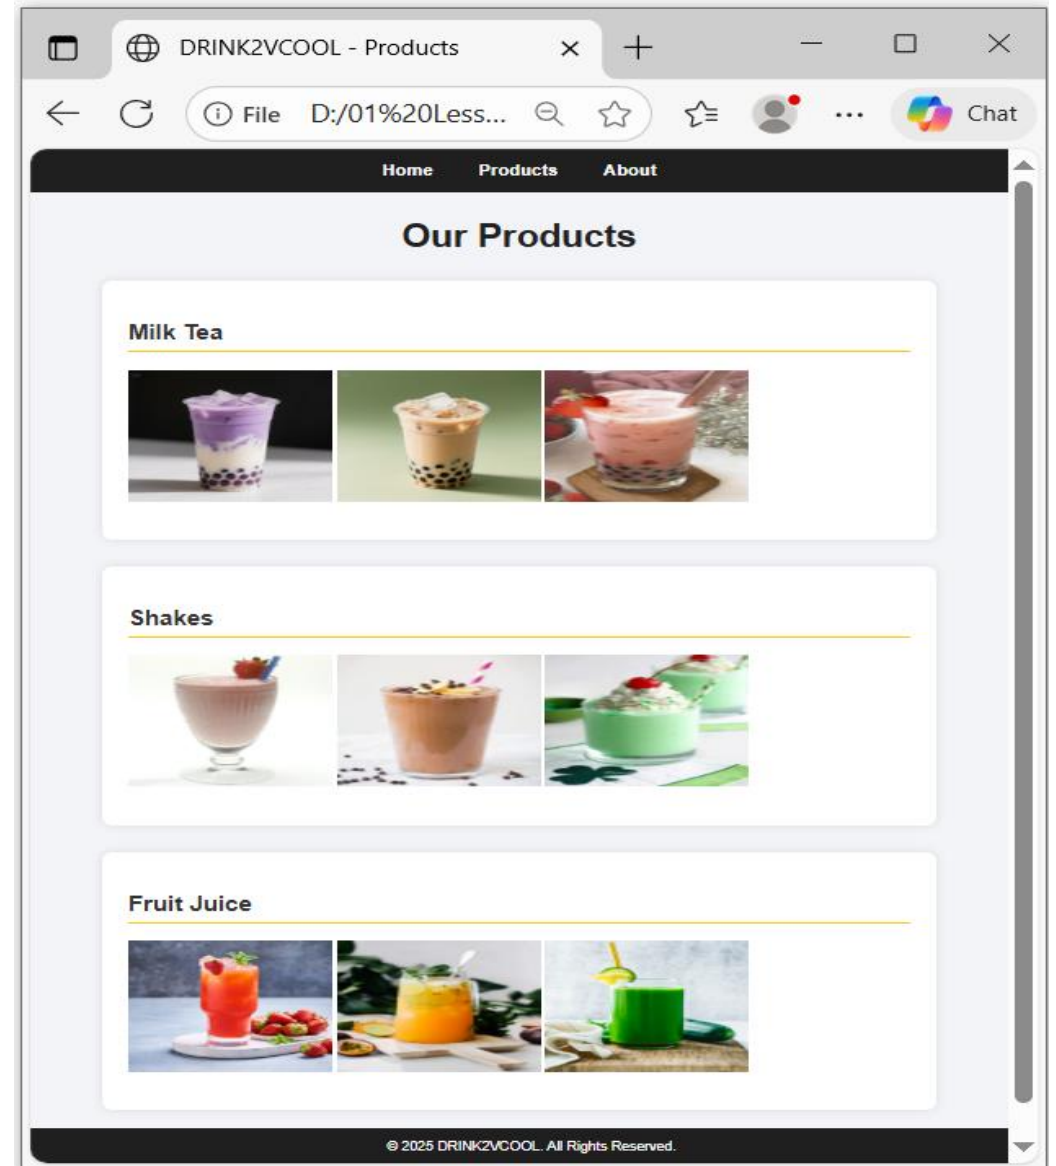 DRINK2VCOOL - Products
File D:/01%20Less... Chat
Home Products About
Our Products
Milk Tea
Shakes
Fruit Juice
© 2025 DRINK2VCOOL. All Rights Reserved.